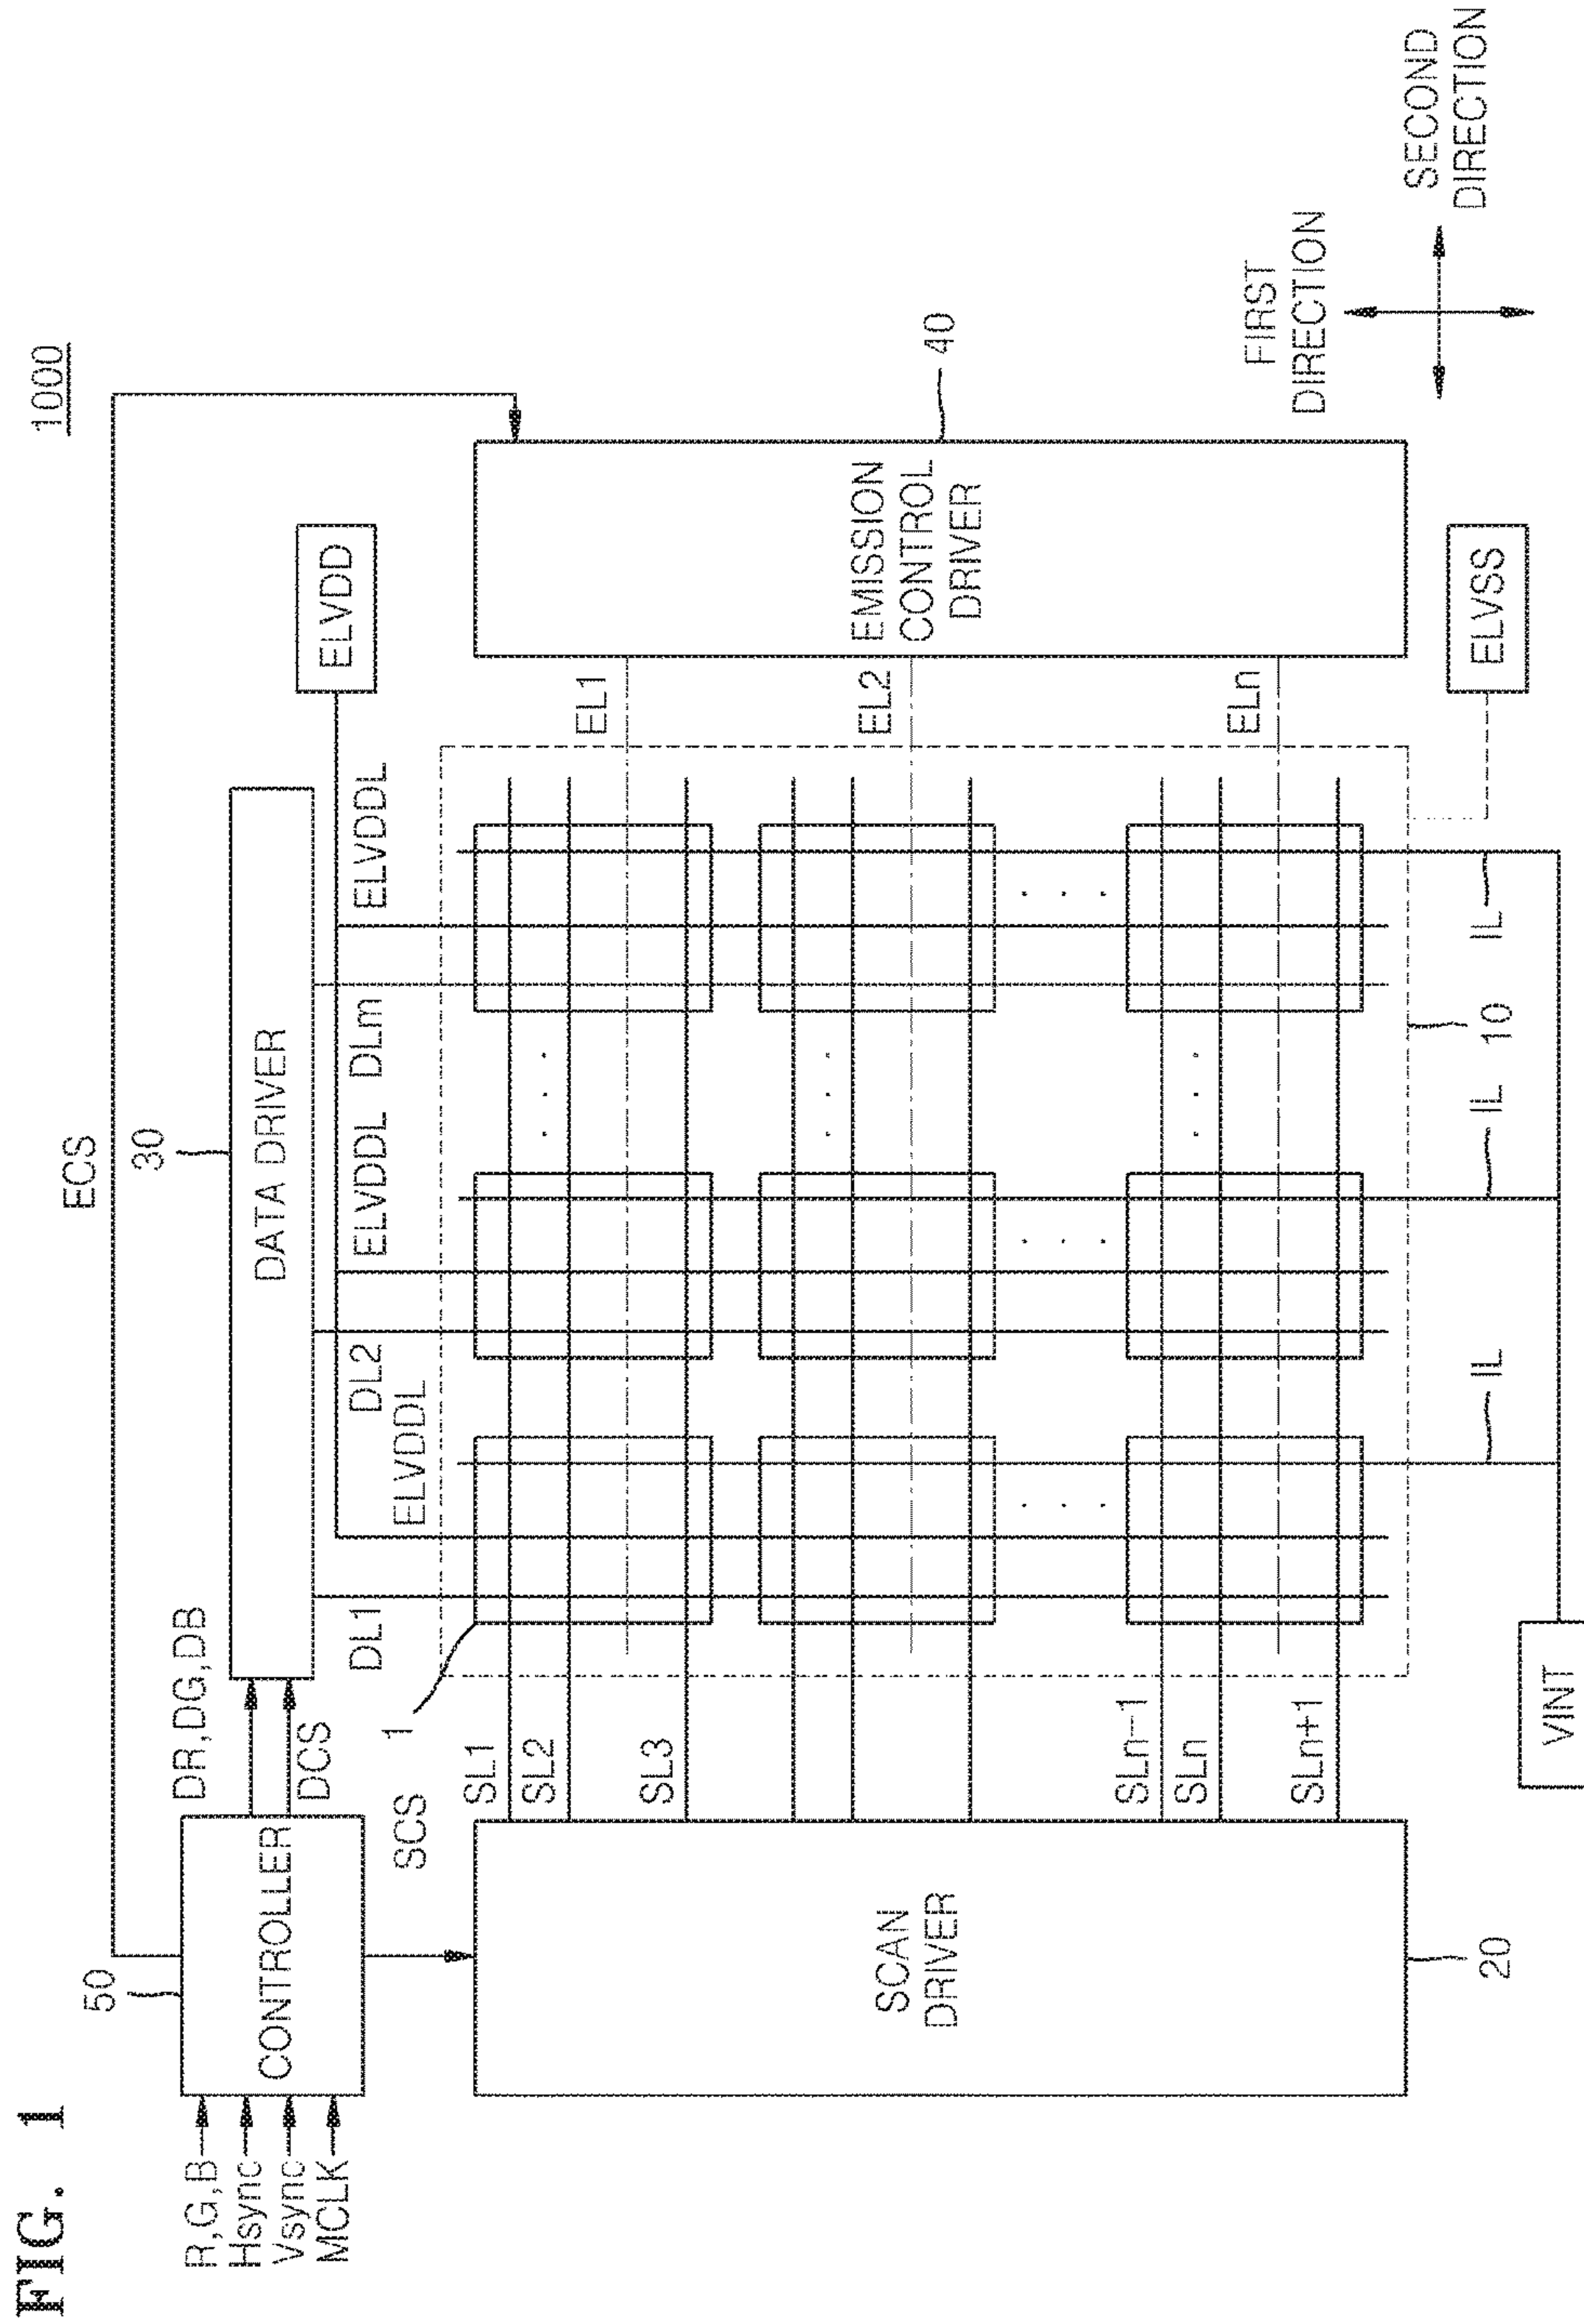 FIG. 1
1000
ECS
50
30
R,G,B
Hsync
Vsync
MCLK
CONTROLLER
DR,DG,DB
DCS
DATA DRIVER
ELVDD
SCS
1
DL1
ELVDDL
DL2
ELVDDL
DLm
ELVDDL
SL1
SL2
SL3
SLn-1
SLn
SLn+1
EL1
EL2
ELn
SCAN
DRIVER
20
EMISSION
CONTROL
DRIVER
40
IL
IL
10
IL
VINT
ELVSS
FIRST
DIRECTION
SECOND
DIRECTION